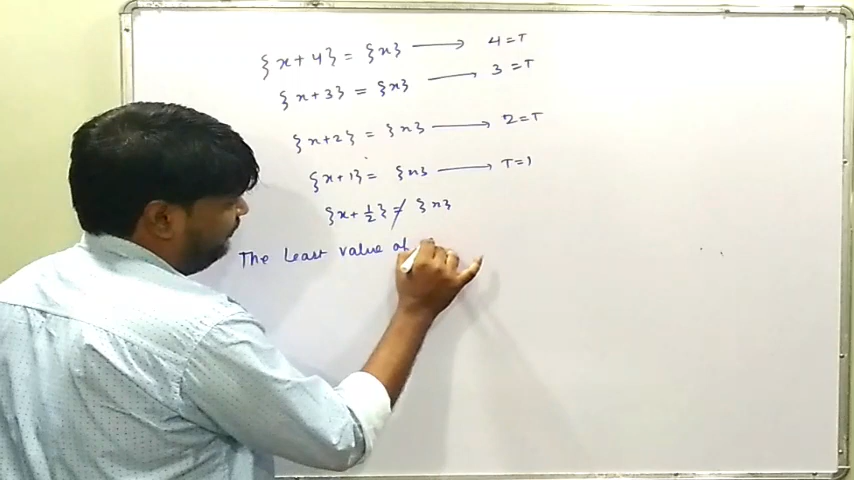 {x+4} = {x} → 4=T
{x+3} = {x} → 3=T
{x+2} = {x} → 2=T
{x+1} = {x} → T=1
{x+1/2} ≠ {x}
The Least value of